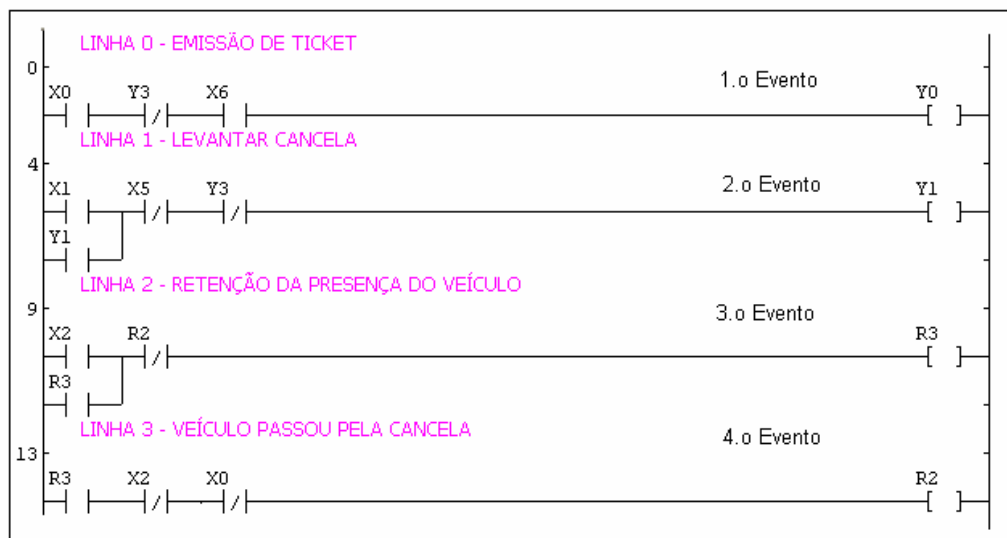 LINHA 0 - EMISSÃO DE TICKET
0
1.o Evento
X0 Y3 X6 Y0
LINHA 1 - LEVANTAR CANCELA
4
2.o Evento
X1 X5 Y3 Y1
Y1
LINHA 2 - RETENÇÃO DA PRESENÇA DO VEÍCULO
9
3.o Evento
X2 R2 R3
R3
LINHA 3 - VEÍCULO PASSOU PELA CANCELA
4.o Evento
13
R3 X2 X0 R2